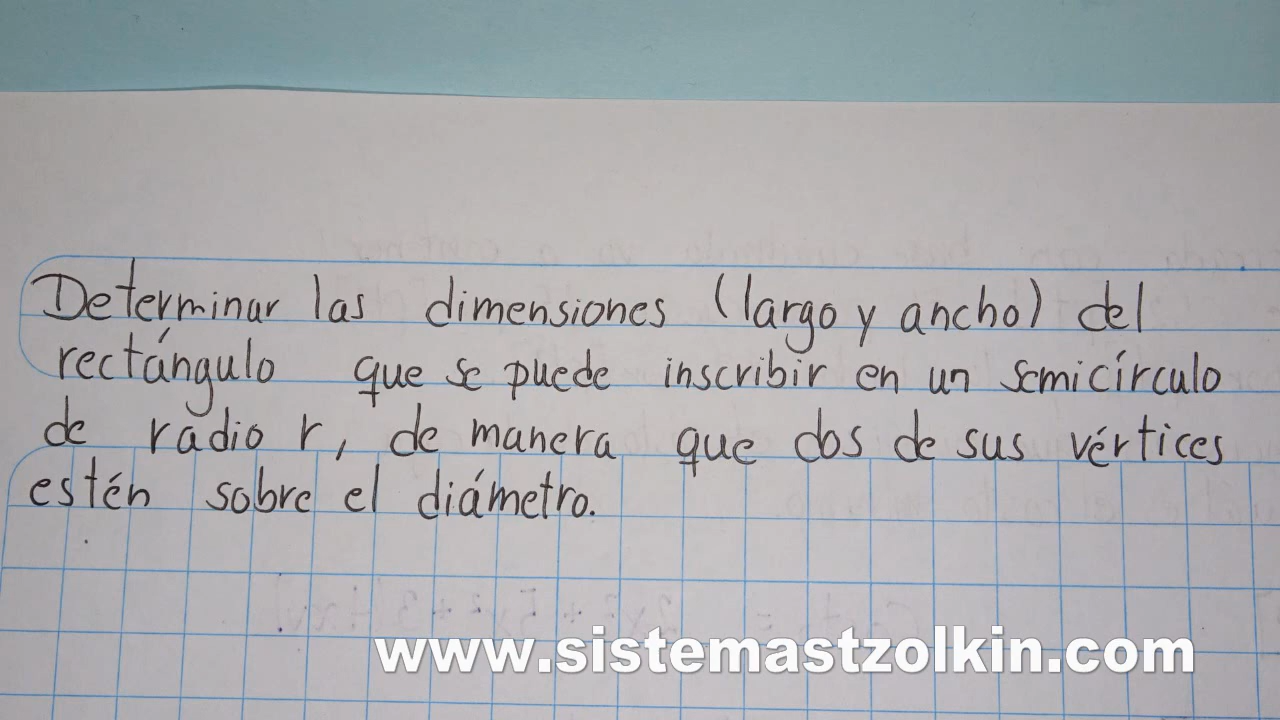 Determinar las dimensiones (largo y ancho) del
rectángulo que se puede inscribir en un semicírculo
de radio r, de manera que dos de sus vértices
estén sobre el diámetro.
www.sistemastzolkin.com